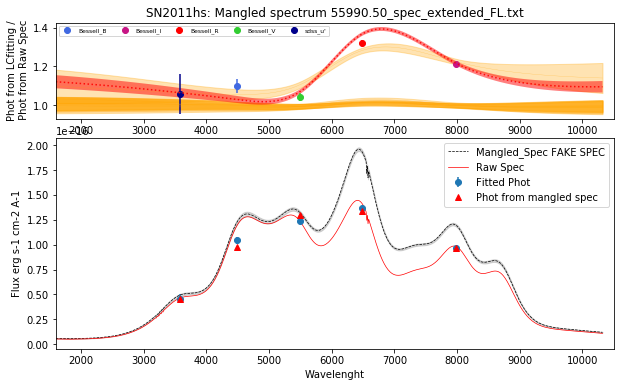 SN2011hs: Mangled spectrum 55990.50_spec_extended_FL.txt
Phot from LCfitting /
Phot from Raw Spec
1.4
1.2
1.0
Bessell_B
Bessell_I
Bessell_R
Bessell_V
sdss_u'
2000 3000 4000 5000 6000 7000 8000 9000 10000
Flux erg s-1 cm-2 A-1
2.00
1.75
1.50
1.25
1.00
0.75
0.50
0.25
0.00
Mangled_Spec FAKE SPEC
Raw Spec
Fitted Phot
Phot from mangled spec
2000 3000 4000 5000 6000 7000 8000 9000 10000
Wavelenght